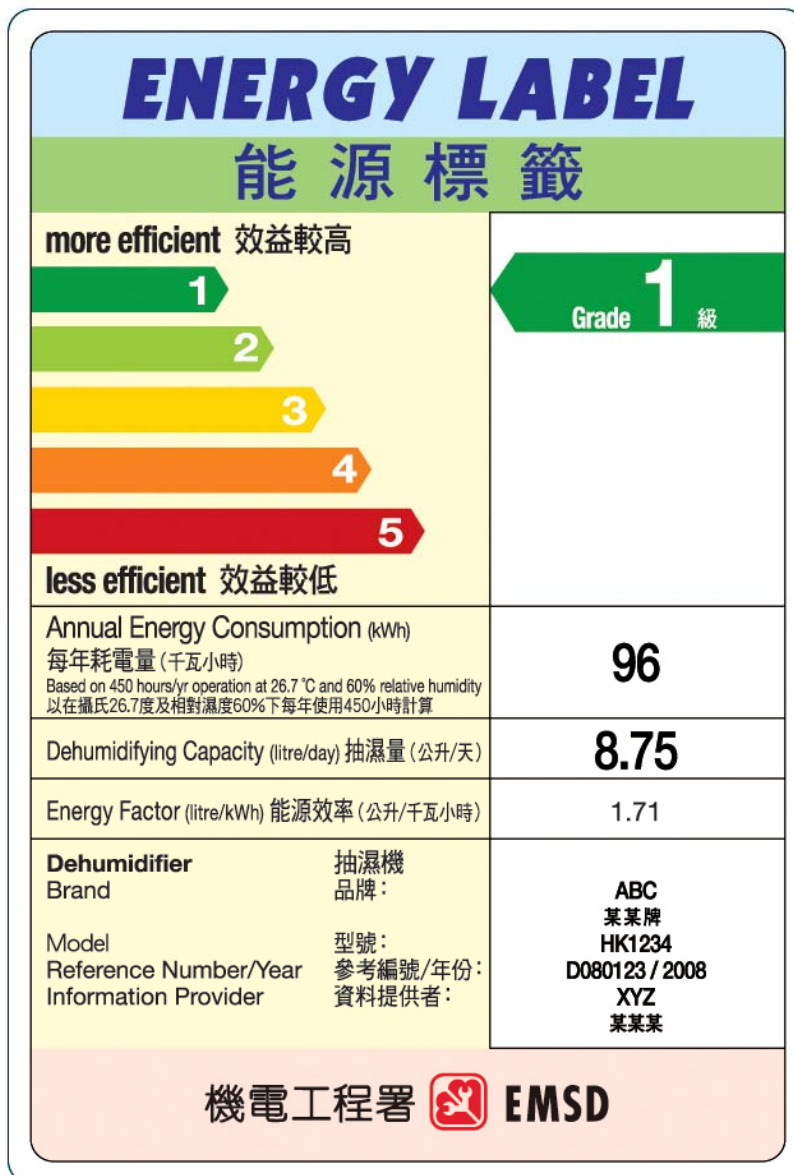 ENERGY LABEL
能源標籤
more efficient 效益較高
1
2
3
4
5
less efficient 效益較低
Grade 1 級
Annual Energy Consumption (kWh)
每年耗電量(千瓦小時)
Based on 450 hours/yr operation at 26.7 °C and 60% relative humidity
以在攝氏26.7度及相對濕度60%下每年使用450小時計算
96
Dehumidifying Capacity (litre/day) 抽濕量(公升/天) 8.75
Energy Factor (litre/kWh) 能源效率(公升/千瓦小時) 1.71
Dehumidifier 抽濕機
Brand 品牌: ABC
某某牌
Model 型號: HK1234
Reference Number/Year 參考編號/年份: D080123 / 2008
Information Provider 資料提供者: XYZ
某某某
機電工程署 EMSD